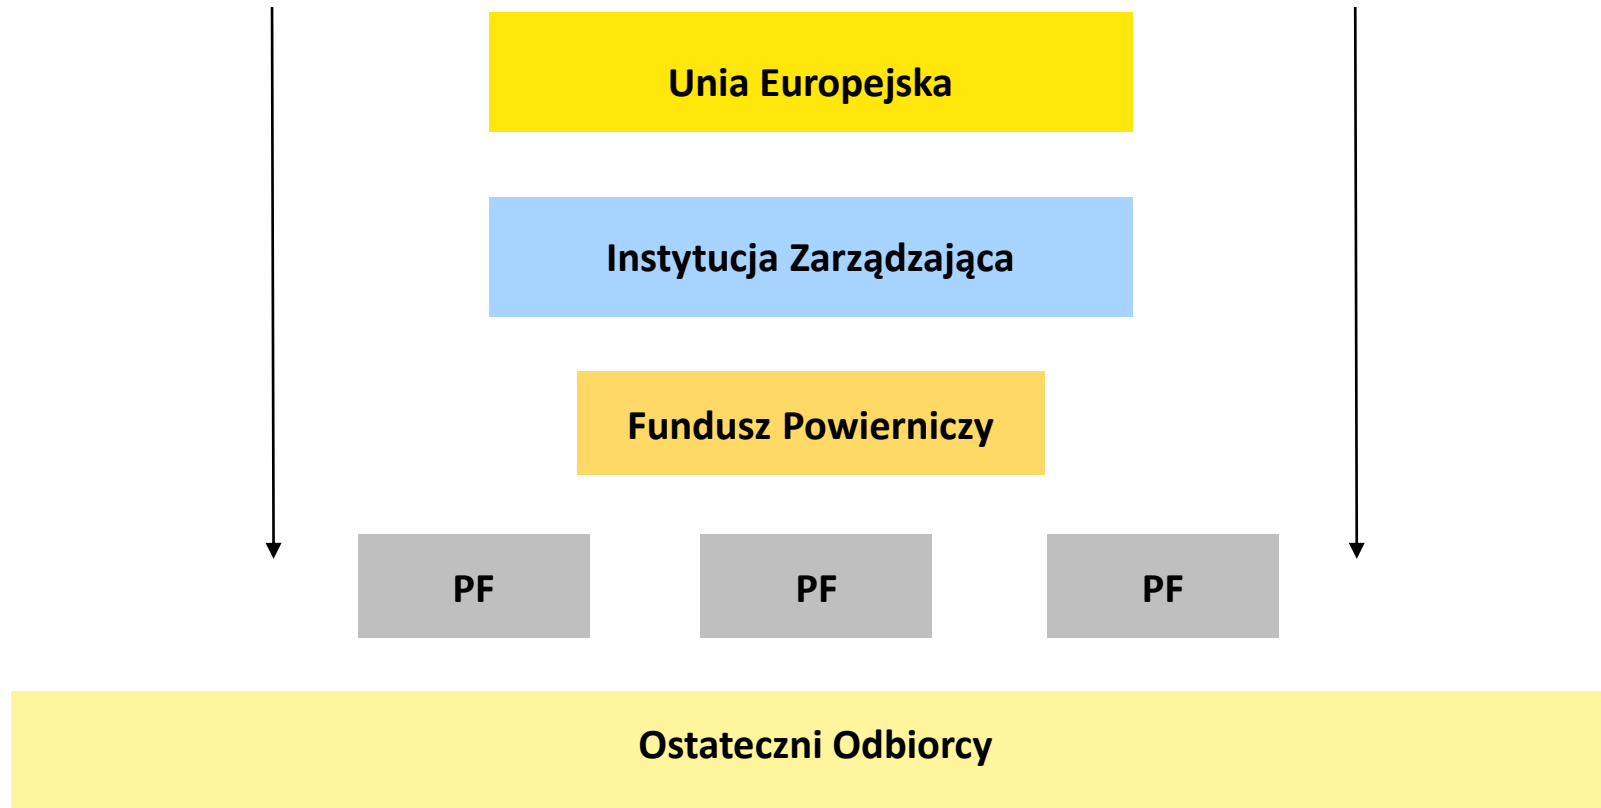 Unia Europejska
Instytucja Zarządzająca
Fundusz Powierniczy
PF PF PF
Ostateczni Odbiorcy